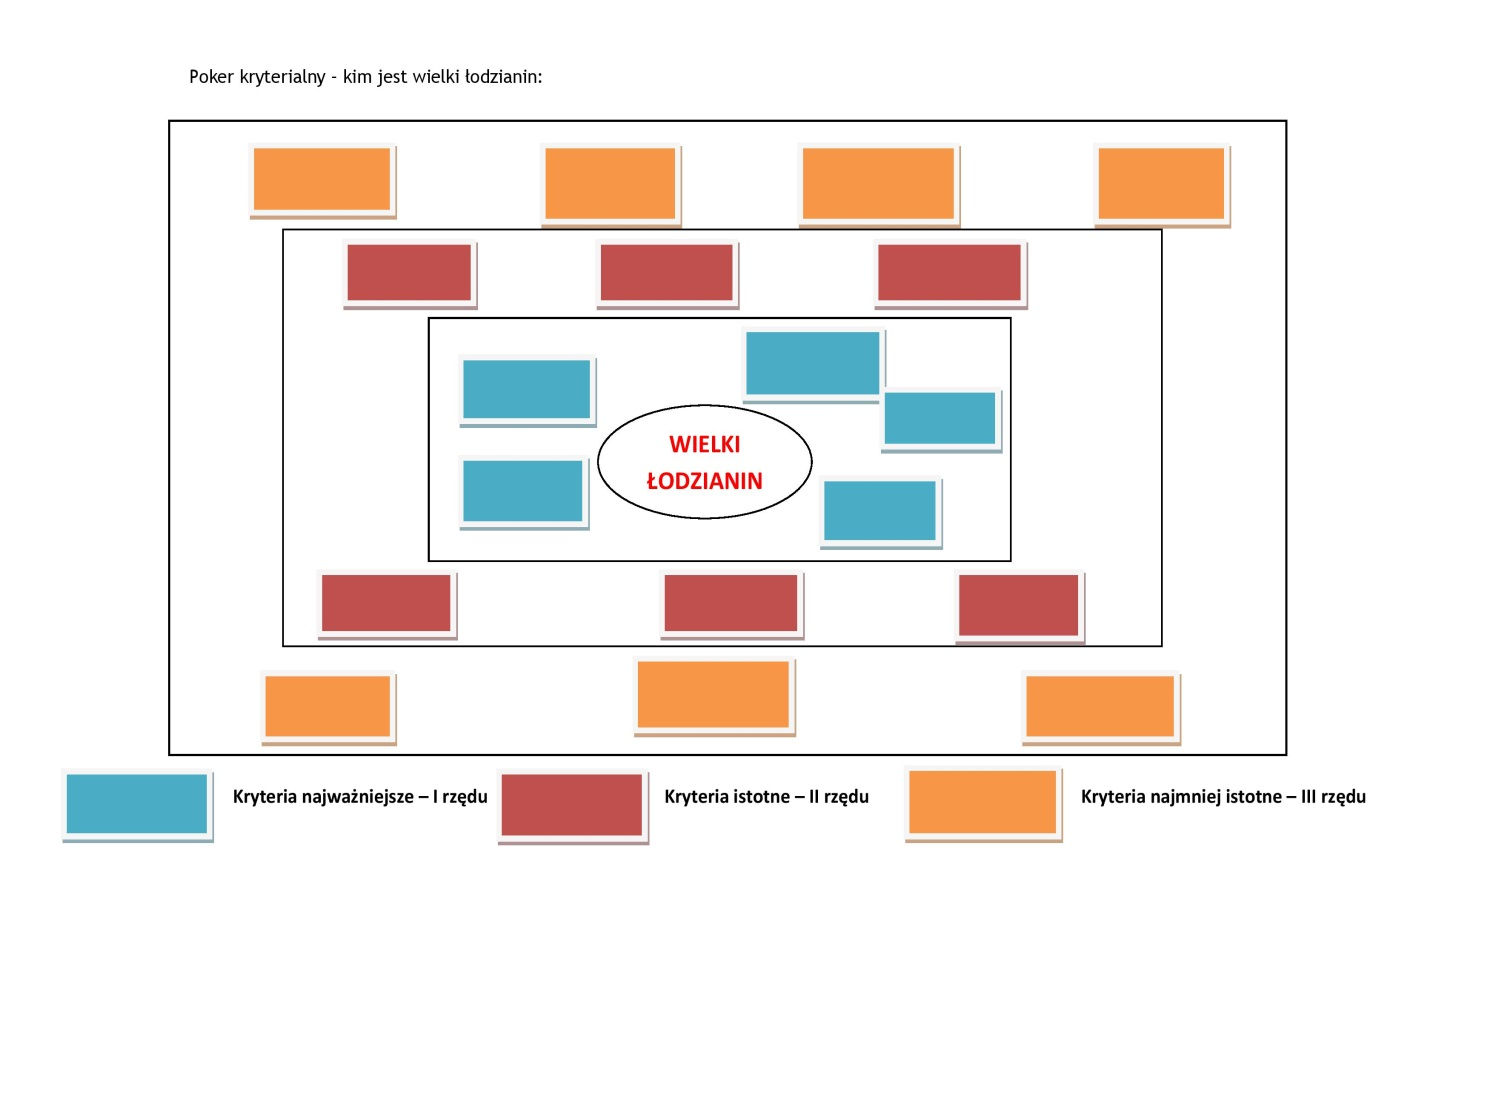 Poker kryterialny - kim jest wielki łodzianin:
WIELKI
ŁODZIANIN
Kryteria najważniejsze – I rzędu
Kryteria istotne – II rzędu
Kryteria najmniej istotne – III rzędu